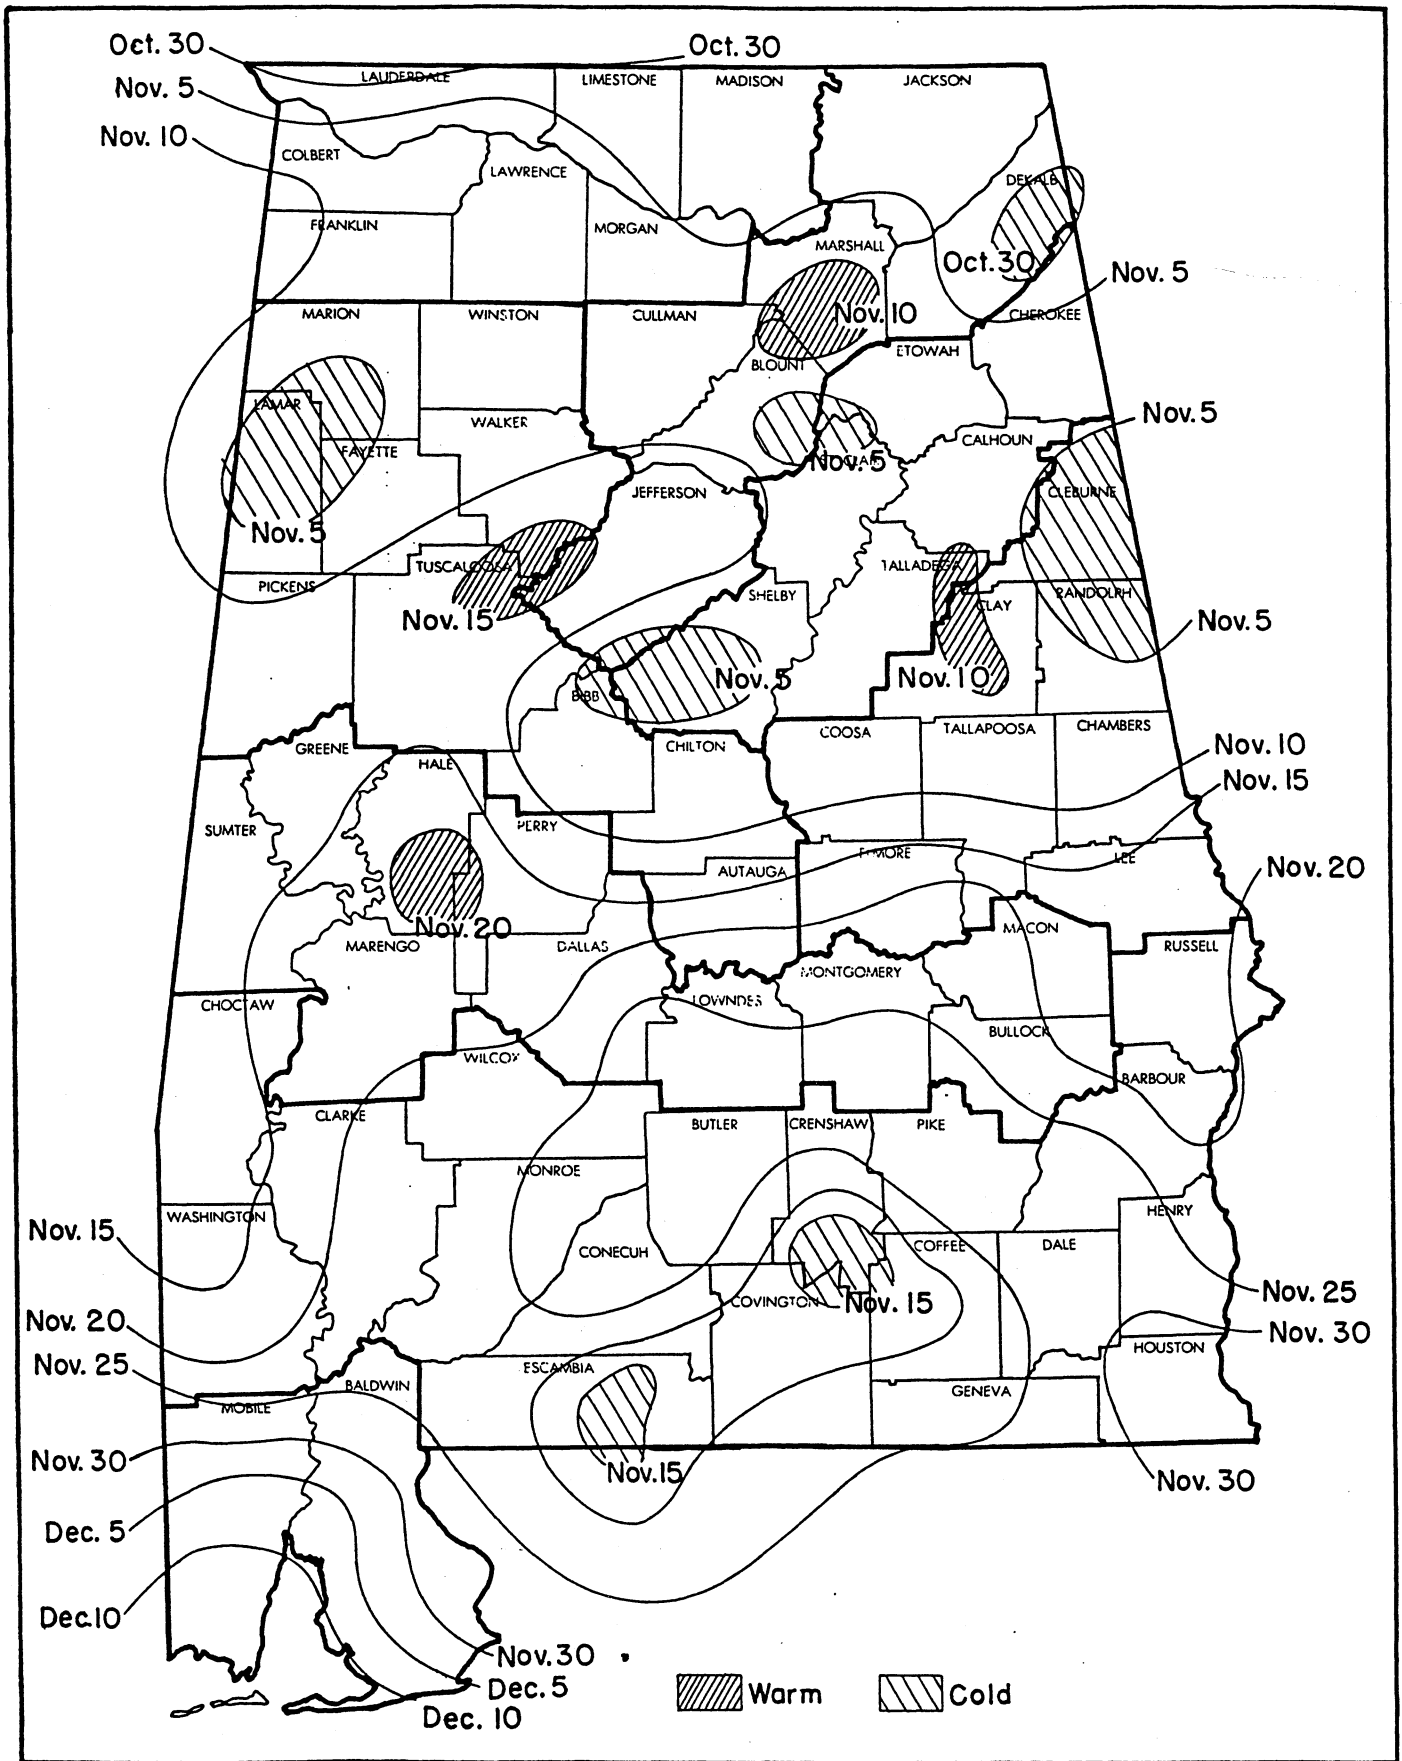 Oct. 30
Oct. 30
LAUDERDALE
LIMESTONE
MADISON
JACKSON
Nov. 5
Nov. 10
COLBERT
LAWRENCE
DEKALB
FRANKLIN
MORGAN
MARSHALL
Oct. 30
Nov. 5
MARION
WINSTON
CULLMAN
Nov. 10
CHEROKEE
ETOWAH
BLOUNT
LAMAR
WALKER
Nov. 5
CALHOUN
FAYETTE
Nov. 5
JEFFERSON
CLEBURNE
Nov. 5
TUSCALOOSA
TALLADEGA
PICKENS
SHELBY
CLAY
RANDOLPH
Nov. 15
Nov. 5
Nov. 5
Nov. 10
BIBB
CHILTON
COOSA
TALLAPOOSA
CHAMBERS
GREENE
Nov. 10
HALE
Nov. 15
SUMTER
PERRY
ELMORE
LEE
AUTAUGA
Nov. 20
Nov. 20
MACON
MARENGO
DALLAS
RUSSELL
MONTGOMERY
CHOCTAW
LOWNDES
BULLOCK
WILCOX
BARBOUR
CLARKE
BUTLER
CRENSHAW
PIKE
MONROE
WASHINGTON
HENRY
Nov. 15
CONECUH
COFFEE
DALE
Nov. 25
COVINGTON
Nov. 15
Nov. 20
Nov. 30
HOUSTON
Nov. 25
ESCAMBIA
BALDWIN
GENEVA
MOBILE
Nov. 30
Nov. 15
Nov. 30
Dec. 5
Dec. 10
Nov. 30
Dec. 5
Dec. 10
Warm
Cold